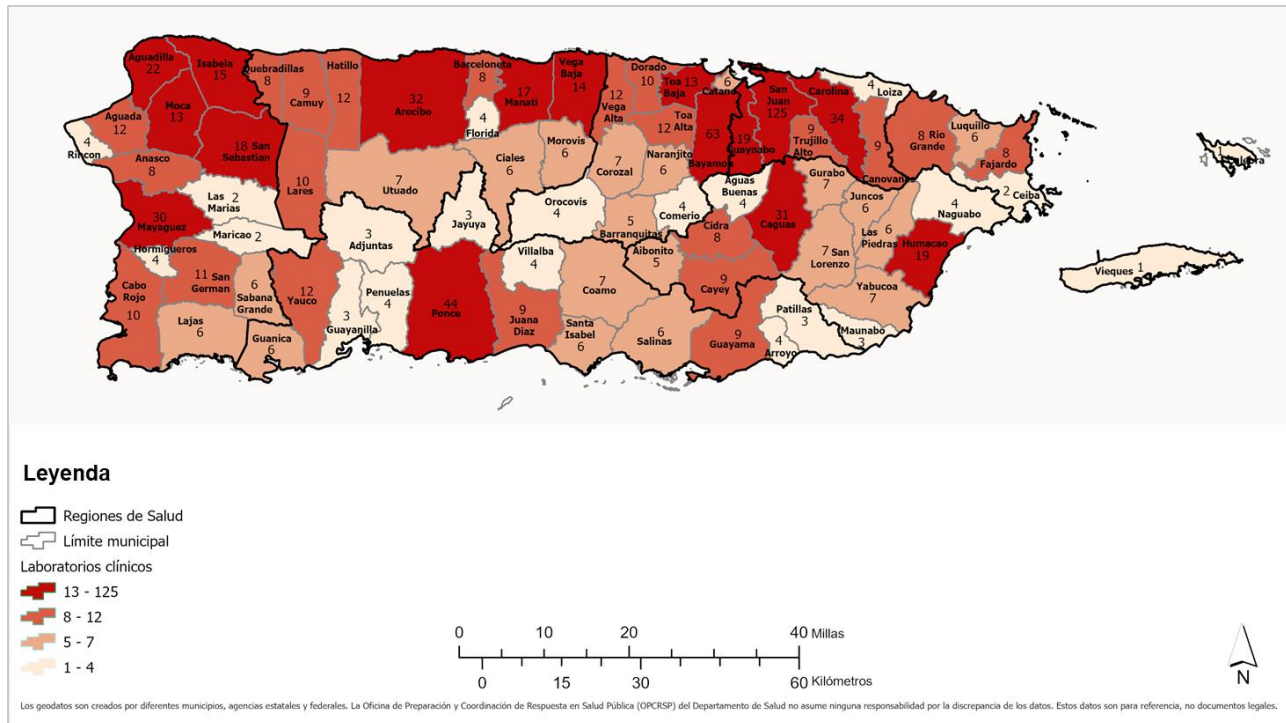 Aguadilla
22
Isabela
15
Quebradillas
8
Hatillo
12
9
Camuy
32
Arecibo
Barceloneta
8
17
Manati
Vega
Baja
14
Dorado
10
Toa
Baja
13
6
Catano
San
Juan
125
Carolina
34
4
Loiza
Moca
13
Aguada
12
4
Rincon
4
Florida
12
Vega
Alta
12
Toa
Alta
63
Bayamon
19
Guaynabo
9
Trujillo
Alto
9
Canovanas
8 Rio
Grande
Luquillo
6
8
Fajardo
18 San
Sebastian
Anasco
8
10
Lares
7
Utuado
Ciales
6
Morovis
6
7
Corozal
Naranjito
6
Aguas
Buenas
4
Gurabo
7
Juncos
6
2
Ceiba
1
Las 2
Marias
30
Mayaguez
Maricao 2
3
Adjuntas
3
Jayuya
Orocovis
4
4
Comerio
5
Barranquitas
Cidra
8
31
Caguas
4
Naguabo
6
Las
Piedras
Humacao
19
Hormigueros
4
Villalba
4
Aibonito
5
7 San
Lorenzo
Vieques 1
11 San
German
Cabo
Rojo
10
6
Sabana
Grande
12
Yauco
Penuelas
4
3
Guayanilla
44
Ponce
9
Juana
Diaz
7
Coamo
9
Cayey
Yabucoa
7
Lajas
6
Guanica
6
Santa
Isabel
6
6
Salinas
9
Guayama
Patillas
3
4
Arroyo
Maunabo
3
Leyenda
Regiones de Salud
Límite municipal
Laboratorios clínicos
13 - 125
8 - 12
5 - 7
1 - 4
0 10 20 40 Millas
0 15 30 60 Kilómetros
N
Los geodatos son creados por diferentes municipios, agencias estatales y federales. La Oficina de Preparación y Coordinación de Respuesta en Salud Pública (OPCRSP) del Departamento de Salud no asume ninguna responsabilidad por la discrepancia de los datos. Estos datos son para referencia, no documentos legales.